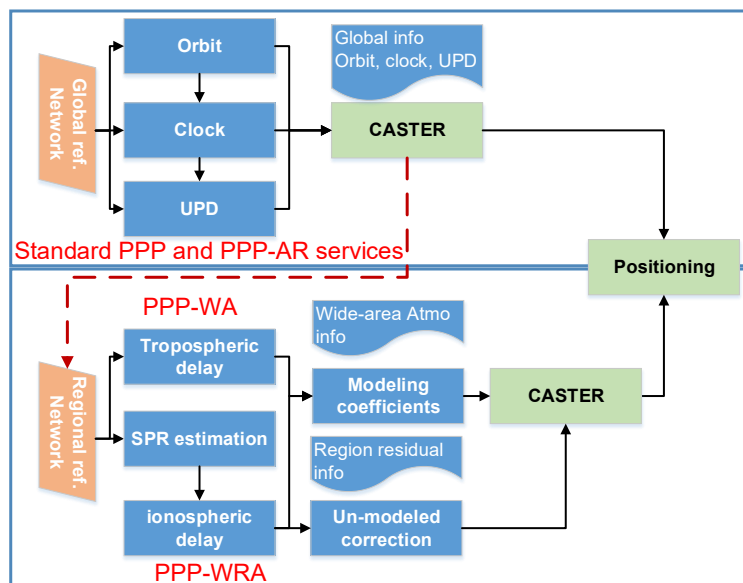 Global ref.
Network
Orbit
Clock
UPD
Global info
Orbit, clock, UPD
CASTER
Standard PPP and PPP-AR services
Positioning
PPP-WA
Regional ref.
Network
Tropospheric
delay
SPR estimation
ionospheric
delay
PPP-WRA
Wide-area Atmo
info
Modeling
coefficients
Region residual
info
Un-modeled
correction
CASTER